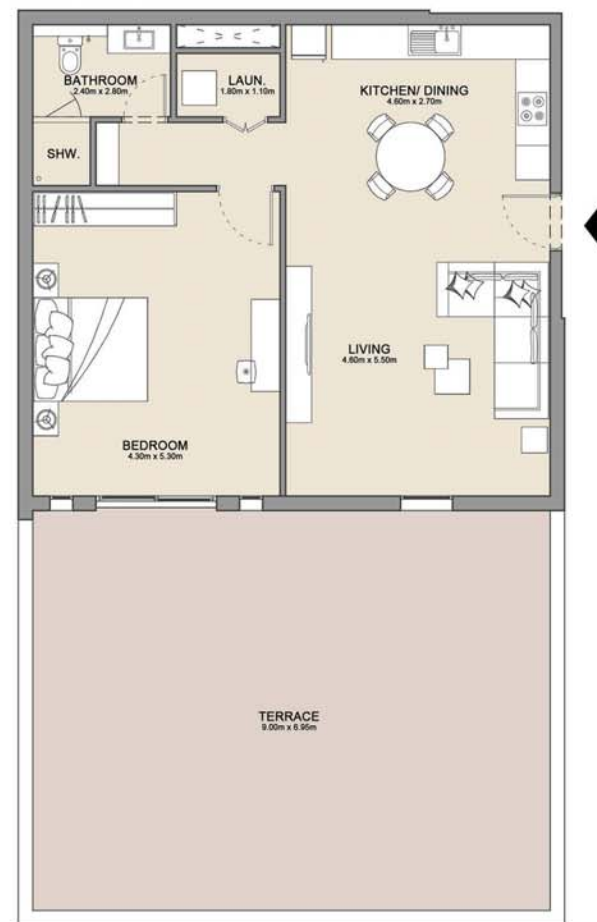 BATHROOM
2.40m x 2.80m
LAUN.
1.80m x 1.10m
KITCHEN/ DINING
4.60m x 2.70m
SHW.
LIVING
4.60m x 5.50m
BEDROOM
4.30m x 5.30m
TERRACE
9.00m x 6.95m